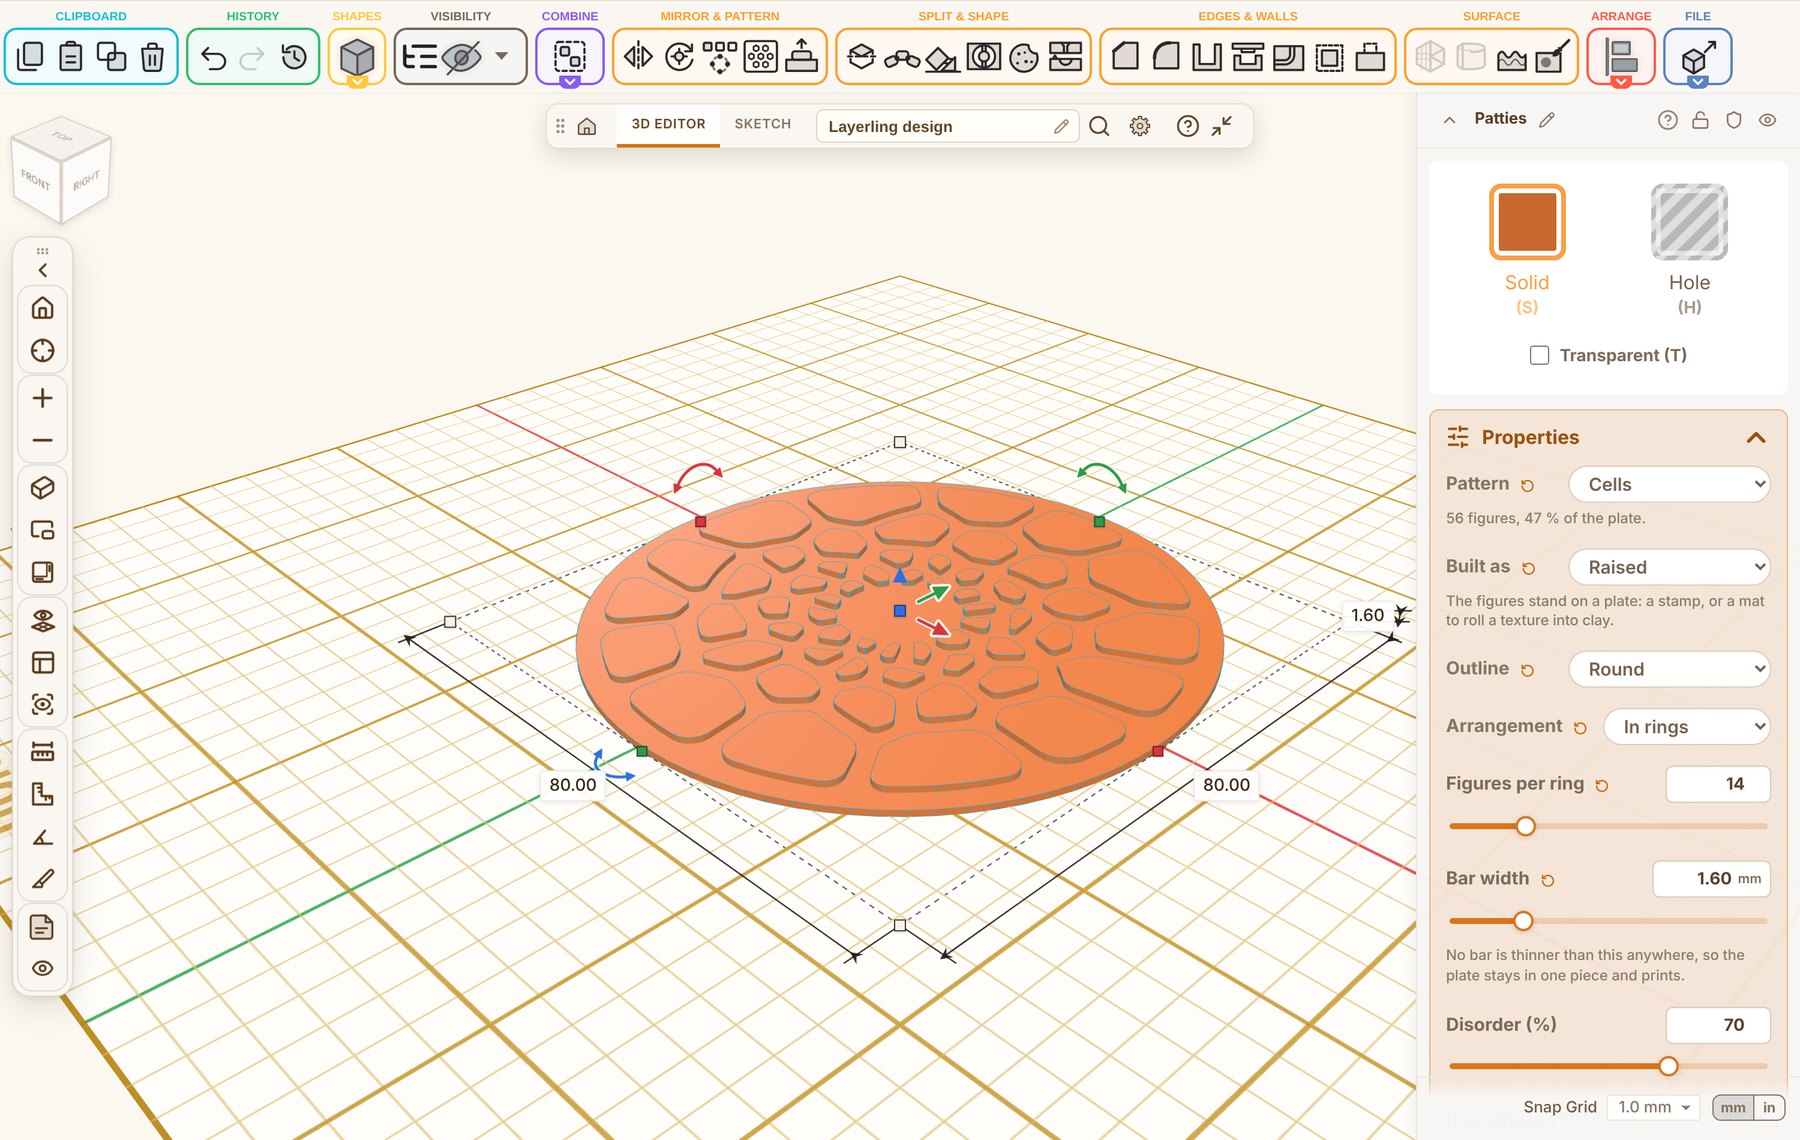 CLIPBOARD
HISTORY
SHAPES
VISIBILITY
COMBINE
MIRROR & PATTERN
SPLIT & SHAPE
EDGES & WALLS
SURFACE
ARRANGE
FILE
3D EDITOR
SKETCH
Layerling design
TOP
FRONT
RIGHT
1.60
80.00
80.00
Patties
Solid
(S)
Hole
(H)
Transparent (T)
Properties
Pattern
Cells
56 figures, 47 % of the plate.
Built as
Raised
The figures stand on a plate: a stamp, or a mat
to roll a texture into clay.
Outline
Round
Arrangement
In rings
Figures per ring
14
Bar width
1.60 mm
No bar is thinner than this anywhere, so the
plate stays in one piece and prints.
Disorder (%)
70
Snap Grid
1.0 mm
mm
in